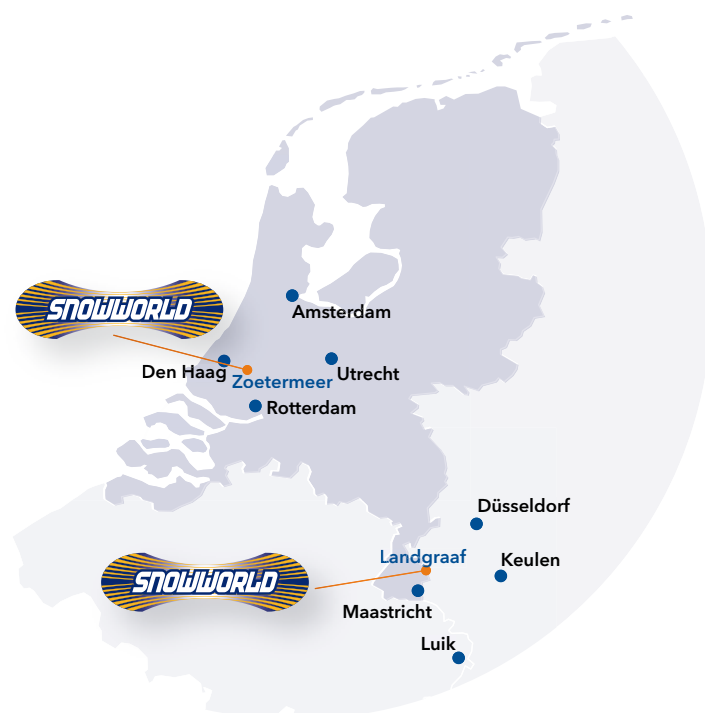 SNOWWORLD
Amsterdam
Den Haag
Zoetermeer
Utrecht
Rotterdam
Düsseldorf
Landgraaf
Keulen
SNOWWORLD
Maastricht
Luik